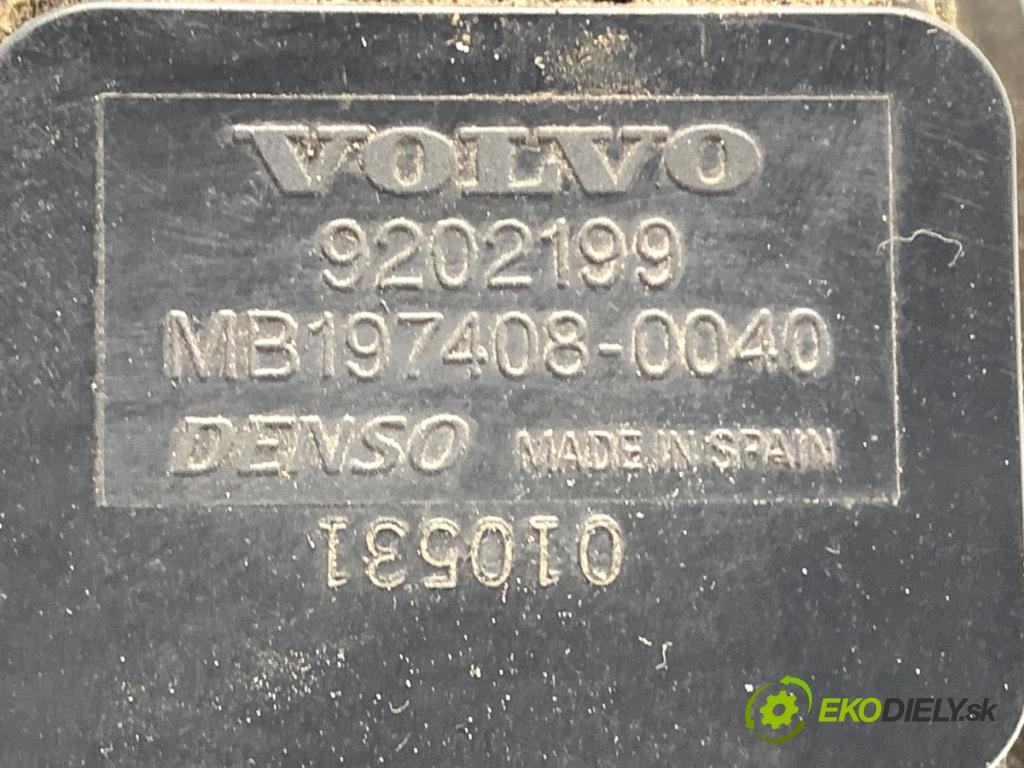 VOLVO
9202199
MB197408-0040
DENSO MADE IN SPAIN
010531
EKODIELY.sk